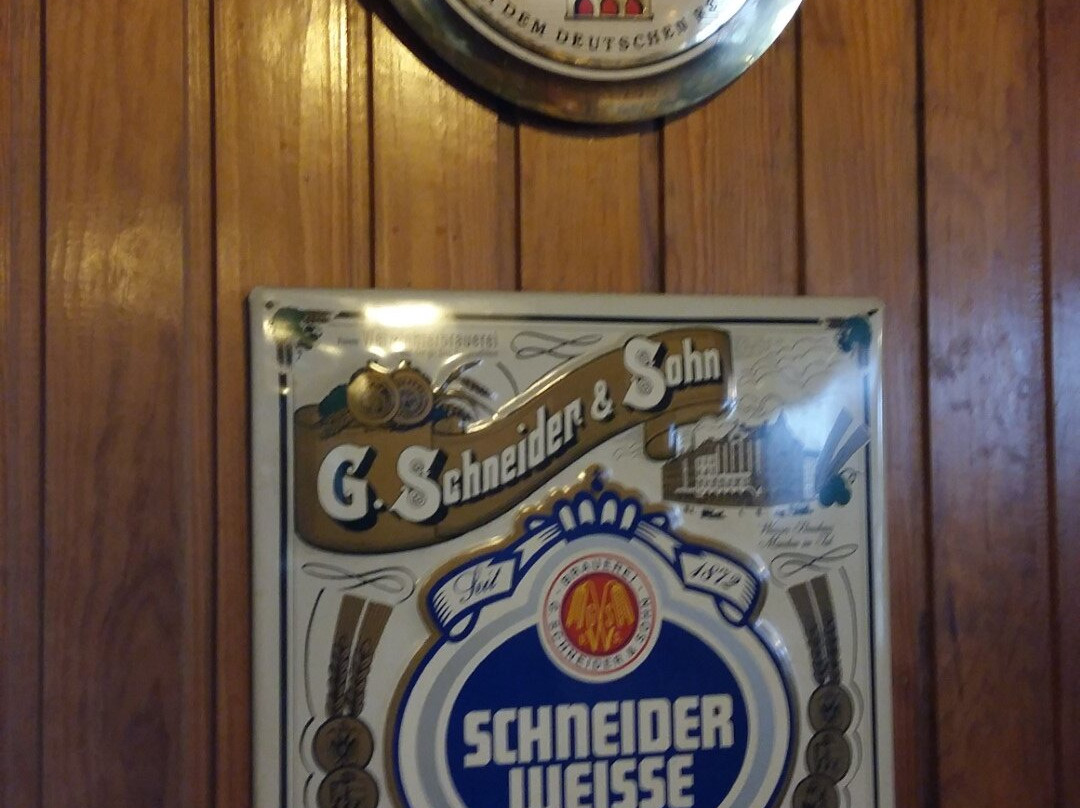 DEM DEUTSCHEN
G. Schneider & Sohn
Seit 1872
BRAUEREI
G. SCHNEIDER & SOHN
SCHNEIDER
WEISSE